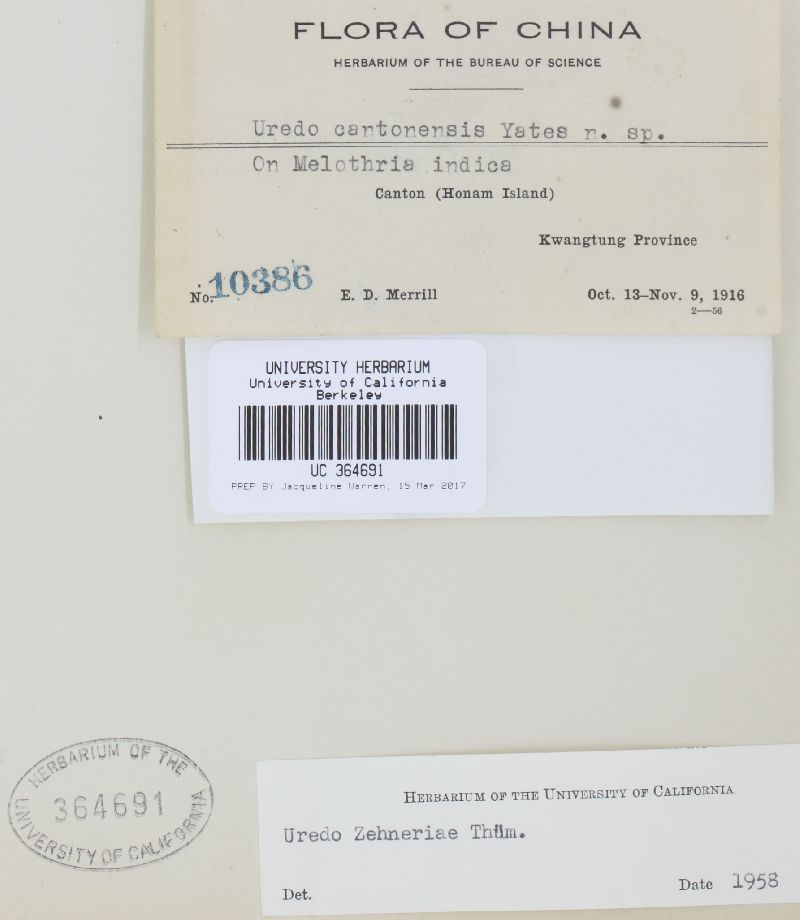 FLORA OF CHINA
HERBARIUM OF THE BUREAU OF SCIENCE
Uredo cantonensis Yates n. sp.
On Melothria indica
Canton (Honam Island)
Kwangtung Province
No. 10386 E. D. Merrill Oct. 13–Nov. 9, 1916
2—56
UNIVERSITY HERBARIUM
University of California
Berkeley
UC 364691
PREP BY Jacqueline Warren, 15 Mar 2017
HERBARIUM OF THE
364691
UNIVERSITY OF CALIFORNIA
HERBARIUM OF THE UNIVERSITY OF CALIFORNIA
Uredo Zehneriae Thüm.
Det. Date 1958